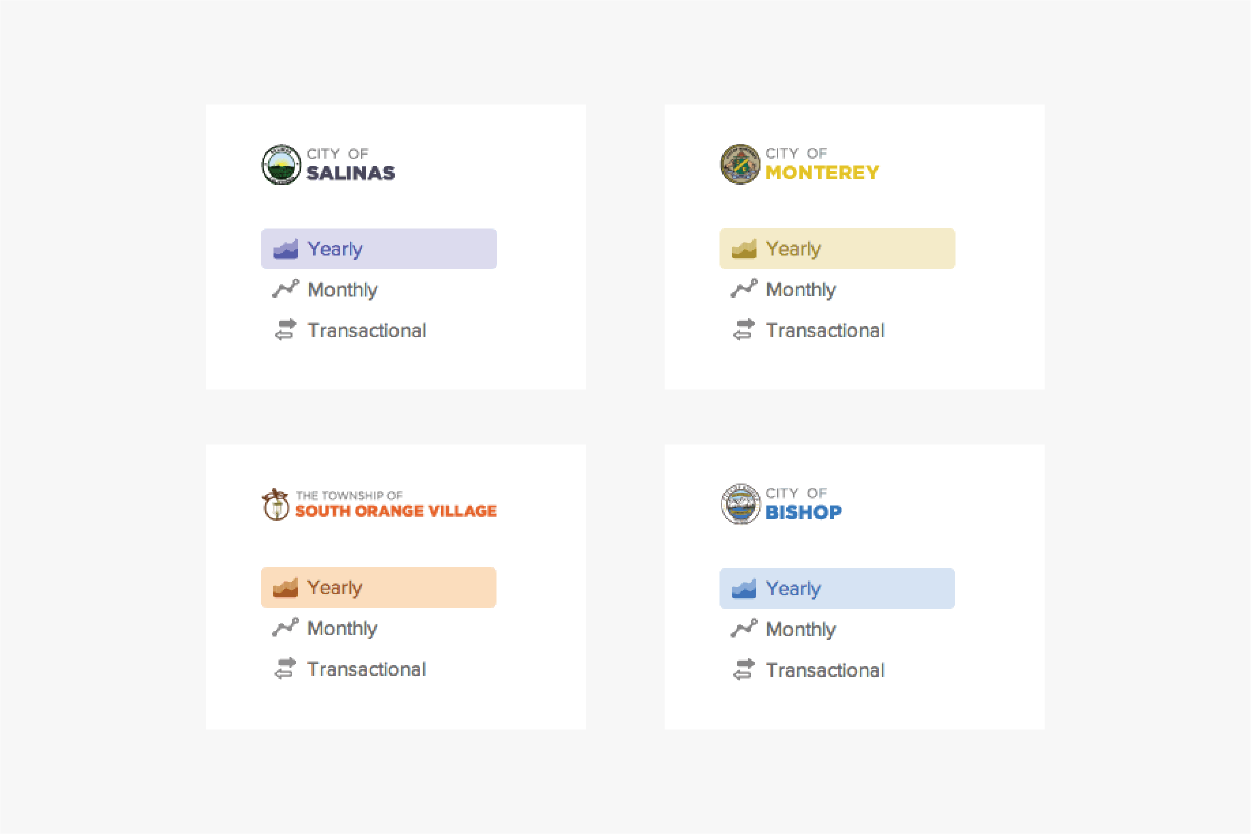 CITY OF
SALINAS
Yearly
Monthly
Transactional
CITY OF
MONTEREY
Yearly
Monthly
Transactional
THE TOWNSHIP OF
SOUTH ORANGE VILLAGE
Yearly
Monthly
Transactional
CITY OF
BISHOP
Yearly
Monthly
Transactional